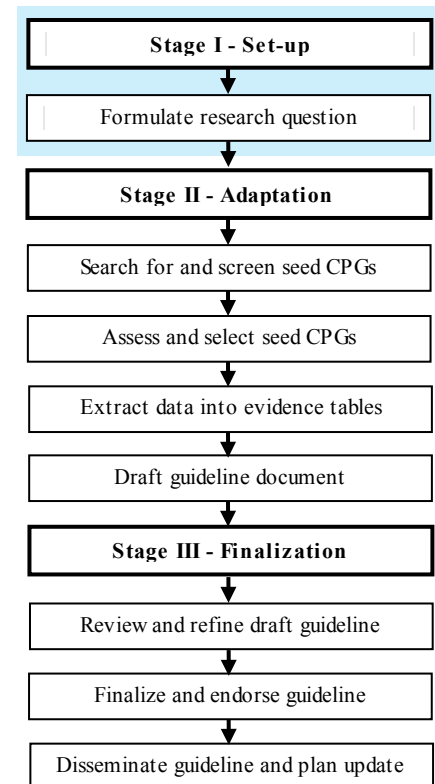 Stage I - Set-up
Formulate research question
Stage II - Adaptation
Search for and screen seed CPGs
Assess and select seed CPGs
Extract data into evidence tables
Draft guideline document
Stage III - Finalization
Review and refine draft guideline
Finalize and endorse guideline
Disseminate guideline and plan update